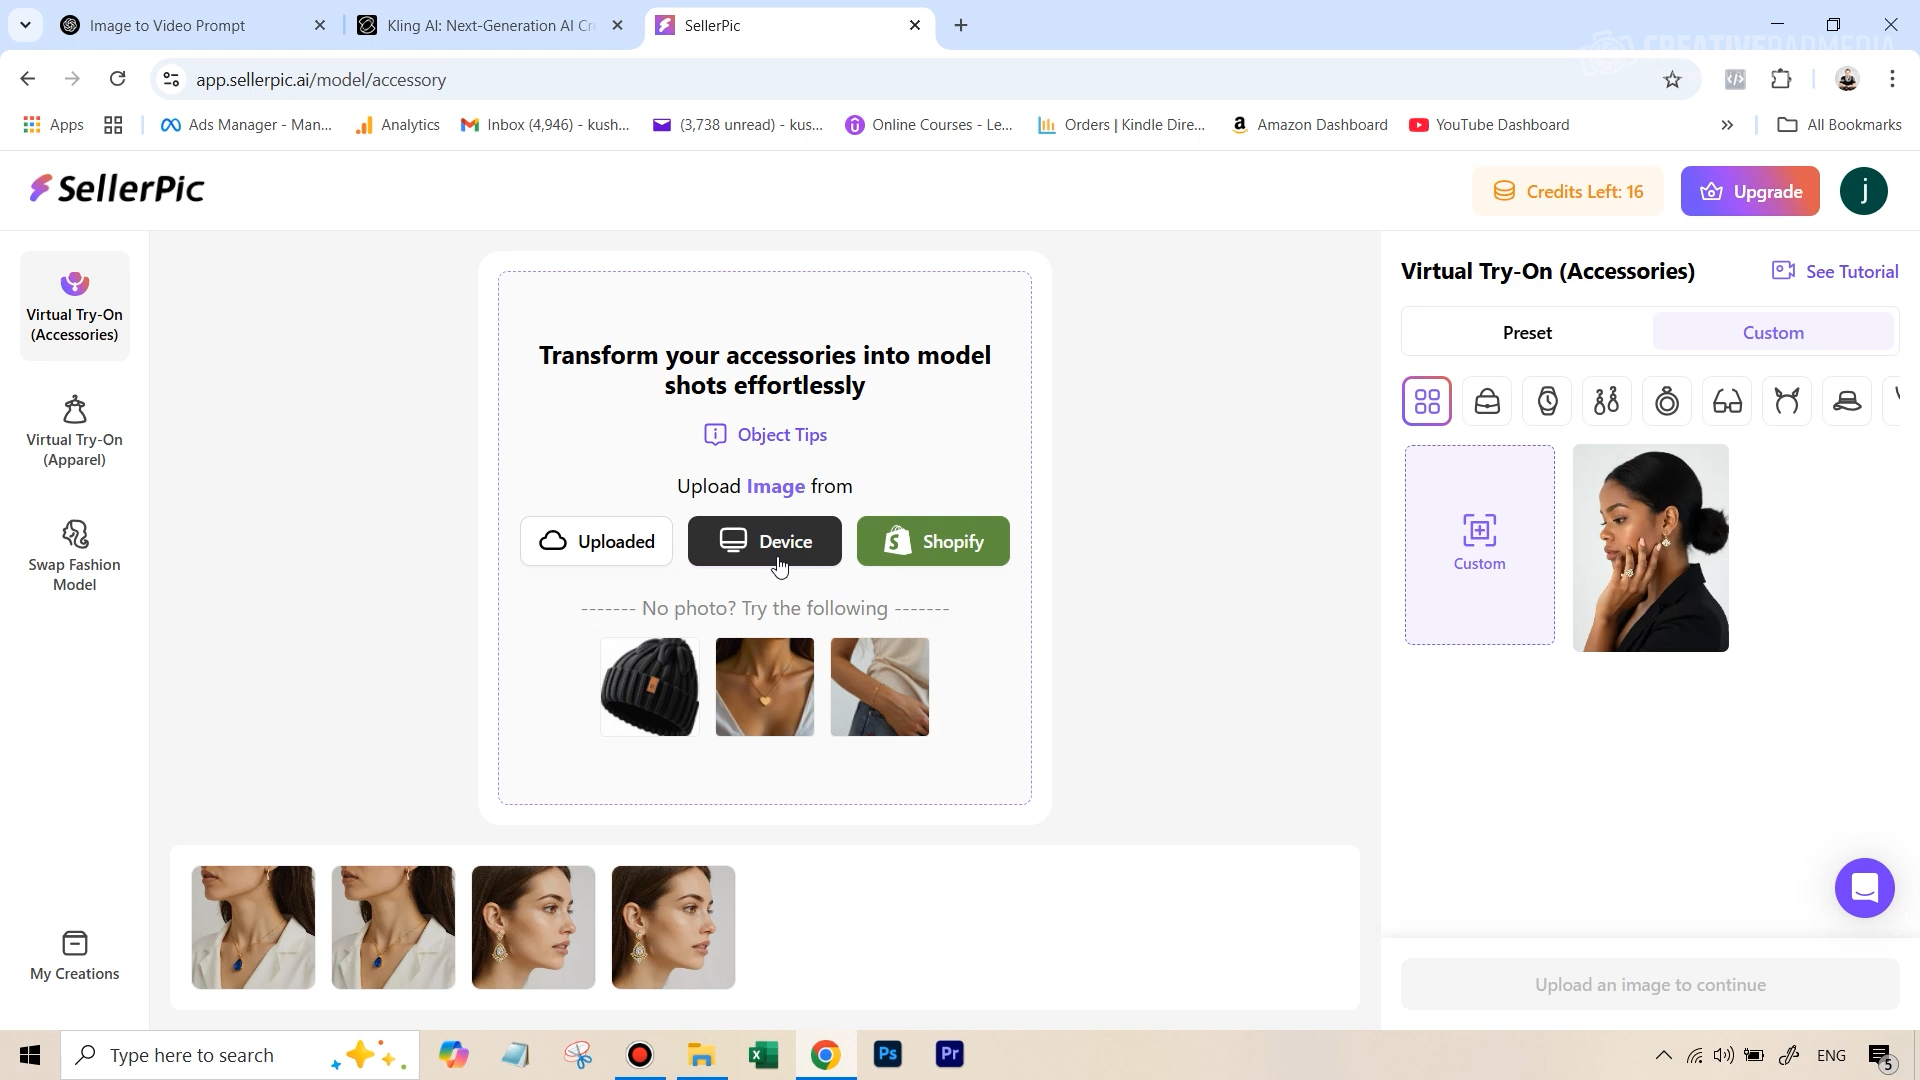 Image to Video Prompt
Kling AI: Next-Generation AI Cre
SellerPic
CREATIVEPADMEDIA
app.sellerpic.ai/model/accessory
Apps
Ads Manager - Man...
Analytics
Inbox (4,946) - kush...
(3,738 unread) - kus...
Online Courses - Le...
Orders | Kindle Dire...
Amazon Dashboard
YouTube Dashboard
All Bookmarks
SellerPic
Credits Left: 16
Upgrade
j
Virtual Try-On
(Accessories)
Virtual Try-On
(Apparel)
Swap Fashion
Model
My Creations
Transform your accessories into model
shots effortlessly
Object Tips
Upload Image from
Uploaded
Device
Shopify
------- No photo? Try the following -------
Virtual Try-On (Accessories)
See Tutorial
Preset
Custom
Custom
Upload an image to continue
Type here to search
Ps
Pr
ENG
5